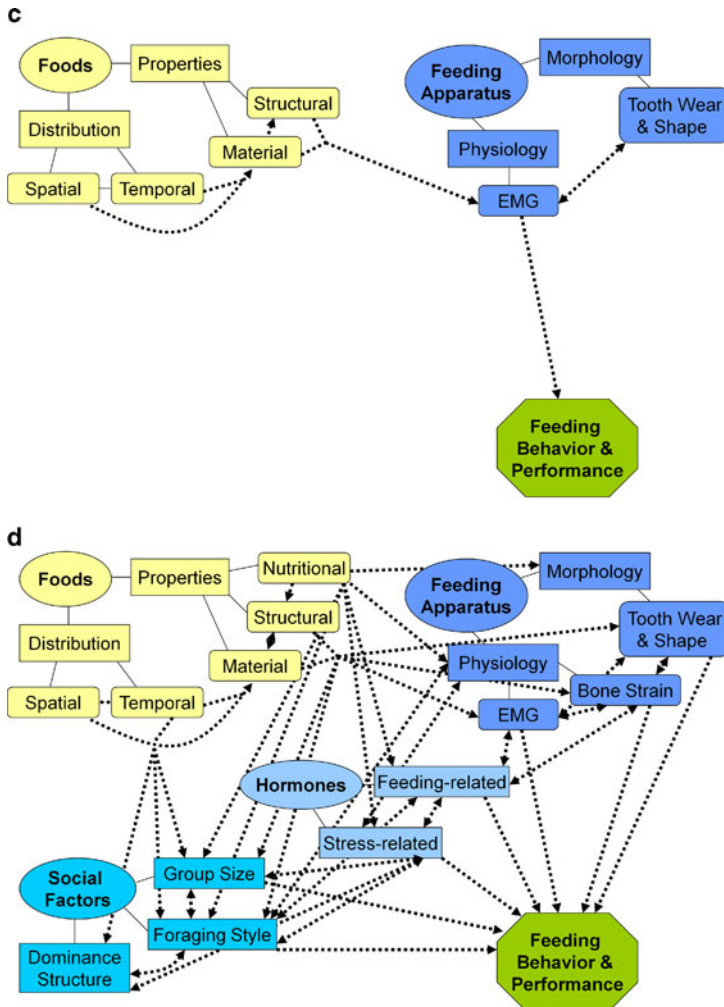 c
Foods
Properties
Structural
Distribution
Material
Spatial
Temporal
Feeding
Apparatus
Morphology
Tooth Wear
& Shape
Physiology
EMG
Feeding
Behavior &
Performance
d
Foods
Properties
Nutritional
Structural
Distribution
Material
Spatial
Temporal
Feeding
Apparatus
Morphology
Tooth Wear
& Shape
Physiology
Bone Strain
EMG
Hormones
Feeding-related
Stress-related
Social
Factors
Group Size
Foraging Style
Dominance
Structure
Feeding
Behavior &
Performance